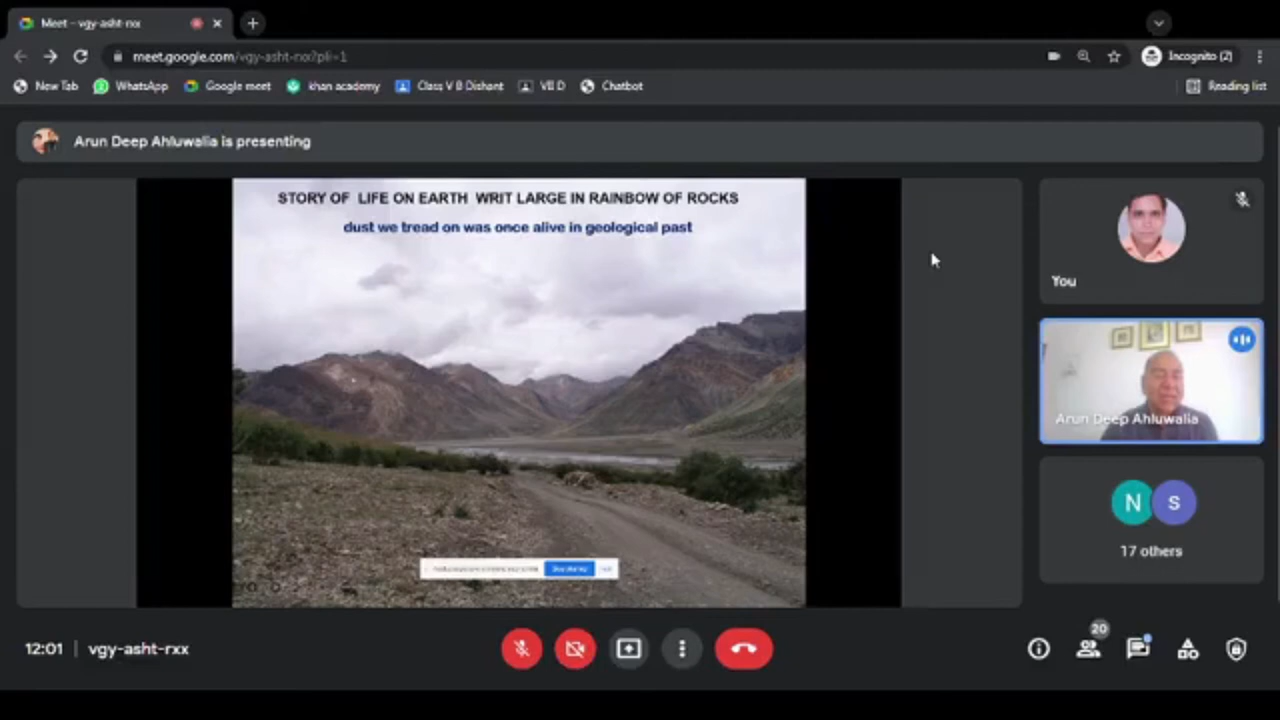 Meet - vgy-asht-rxx
meet.google.com/vgy-asht-rxx?pli=1
Incognito (2)
New Tab
WhatsApp
Google meet
khan academy
Class V B Dishant
VII D
Chatbot
Reading list
Arun Deep Ahluwalia is presenting
STORY OF LIFE ON EARTH WRIT LARGE IN RAINBOW OF ROCKS
dust we tread on was once alive in geological past
You
Arun Deep Ahluwalia
N
S
17 others
Stop sharing
12:01
vgy-asht-rxx
20